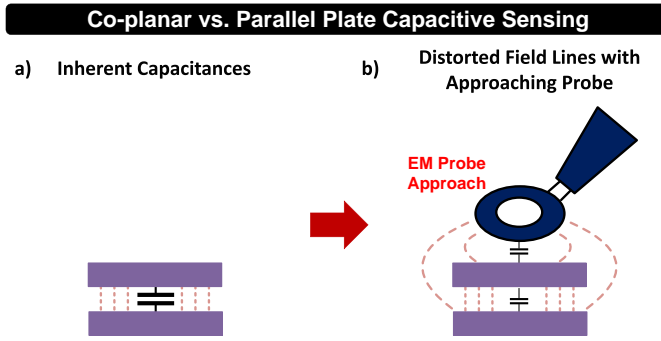 Co-planar vs. Parallel Plate Capacitive Sensing
a) Inherent Capacitances
b) Distorted Field Lines with
Approaching Probe
EM Probe
Approach